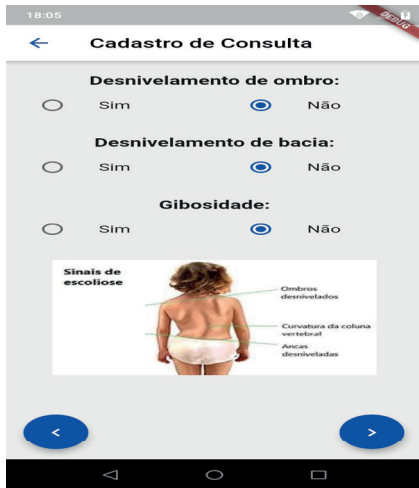 18:05
DEBUG
Cadastro de Consulta
Desnivelamento de ombro:
Sim Não
Desnivelamento de bacia:
Sim Não
Gibosidade:
Sim Não
Sinais de
escoliose
Ombros
desnivelados
Curvatura da coluna
vertebral
Ancas
desniveladas